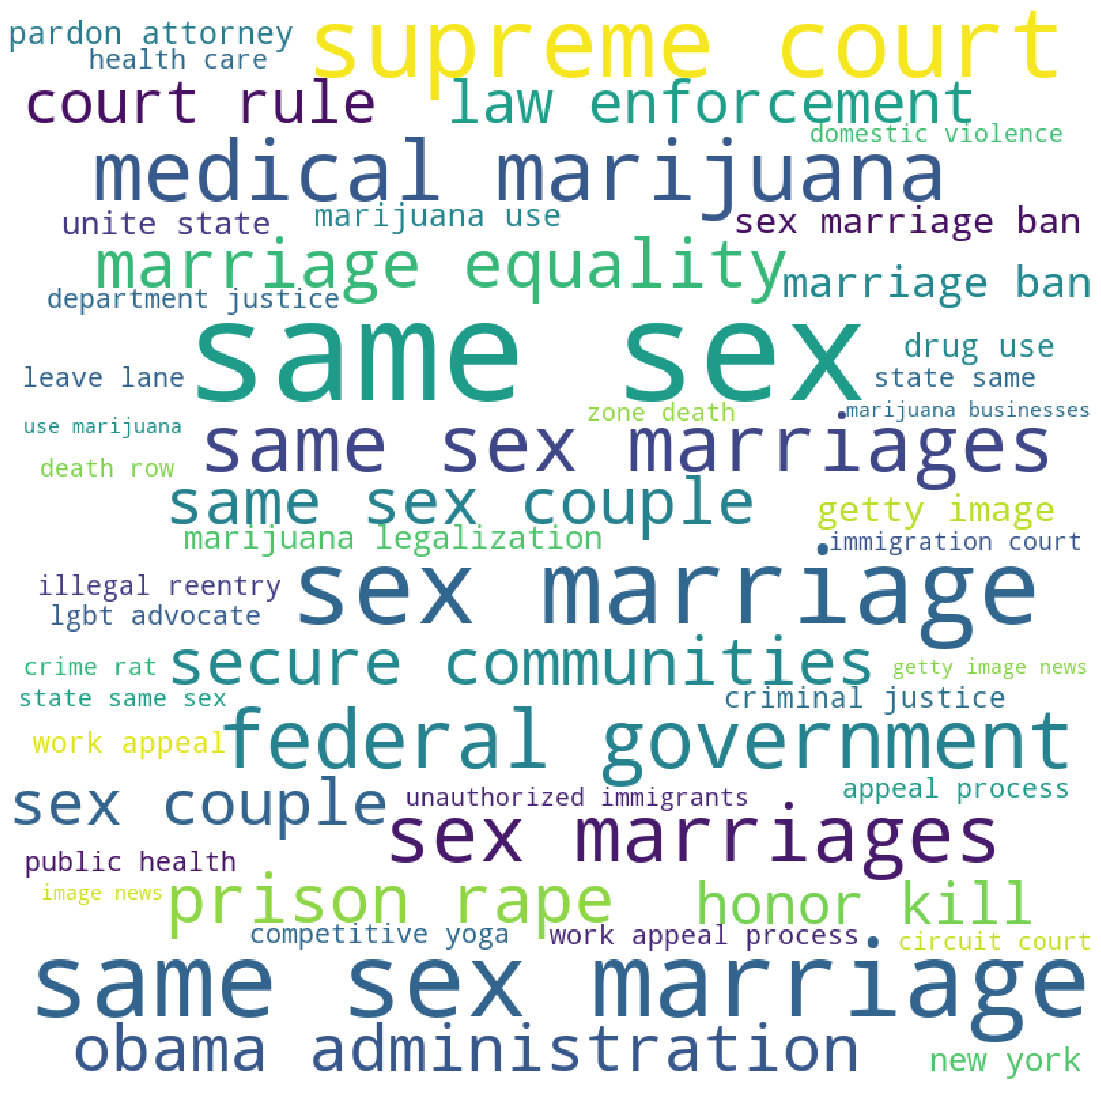 pardon attorney
supreme court
health care
court rule
law enforcement
domestic violence
medical marijuana
unite state
marijuana use
sex marriage ban
marriage equality
marriage ban
department justice
same sex
drug use
leave lane
state same
zone death
marijuana businesses
use marijuana
same sex marriages
death row
same sex couple
getty image
marijuana legalization
immigration court
illegal reentry
sex marriage
lgbt advocate
crime rat
secure communities
getty image news
state same sex
criminal justice
work appeal
federal government
sex couple
unauthorized immigrants
appeal process
sex marriages
public health
image news
prison rape
honor kill
competitive yoga
work appeal process
circuit court
same sex marriage
obama administration
new york